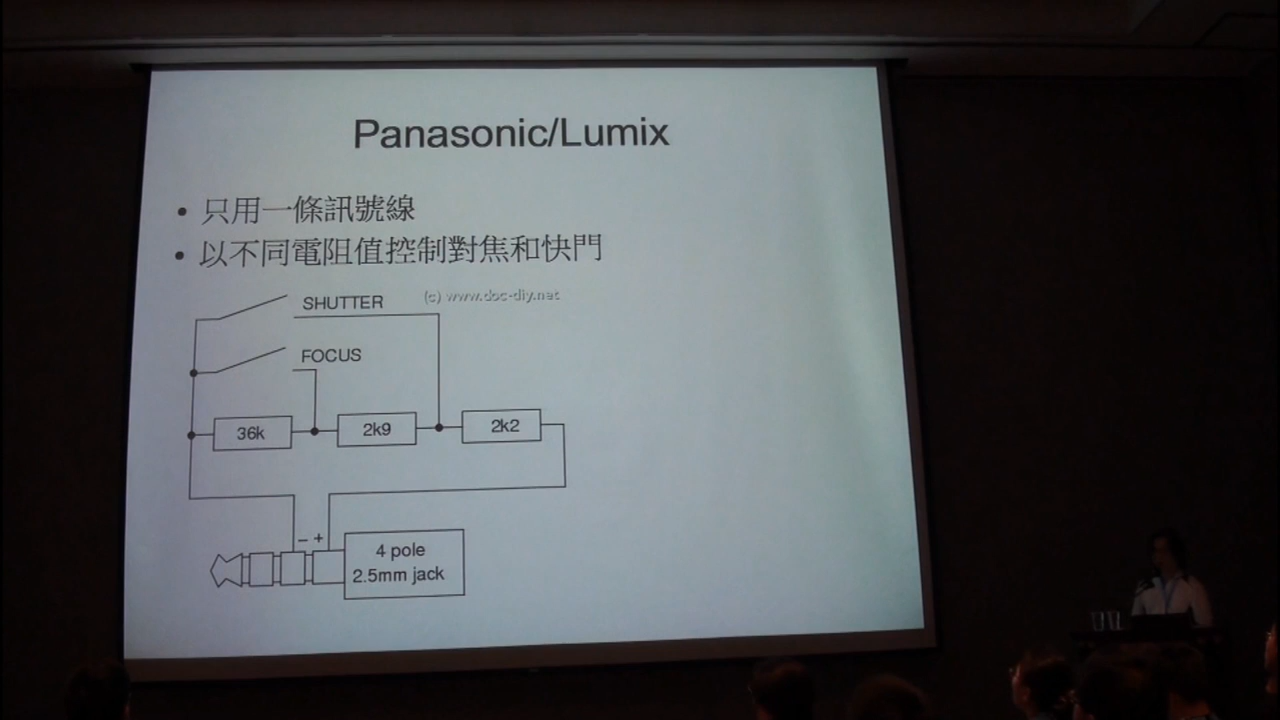 Panasonic/Lumix
• 只用一條訊號線
• 以不同電阻值控制對焦和快門
SHUTTER
(c) www.doc-diy.net
FOCUS
36k
2k9
2k2
– +
4 pole
2.5mm jack